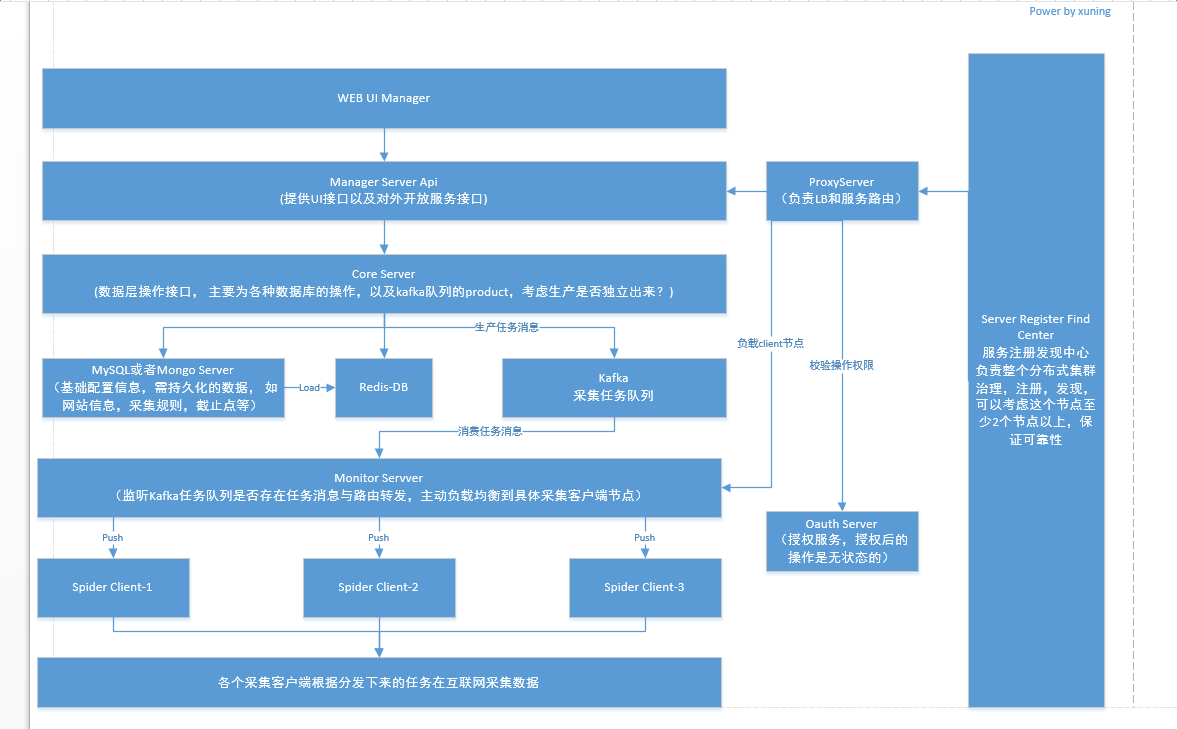 Power by xuning
WEB UI Manager
Manager Server Api
(提供UI接口以及对外开放服务接口)
ProxyServer
（负责LB和服务路由）
Core Server
(数据层操作接口， 主要为各种数据库的操作，以及kafka队列的product，考虑生产是否独立出来？)
生产任务消息
MySQL或者Mongo Server
（基础配置信息，需持久化的数据， 如
网站信息，采集规则，截止点等）
Load
Redis-DB
Kafka
采集任务队列
消费任务消息
负载client节点
校验操作权限
Server Register Find
Center
服务注册发现中心
负责整个分布式集群
治理，注册，发现，
可以考虑这个节点至
少2个节点以上，保
证可靠性
Monitor Servver
（监听Kafka任务队列是否存在任务消息与路由转发，主动负载均衡到具体采集客户端节点）
Oauth Server
（授权服务，授权后的
操作是无状态的）
Push
Push
Push
Spider Client-1
Spider Client-2
Spider Client-3
各个采集客户端根据分发下来的任务在互联网采集数据